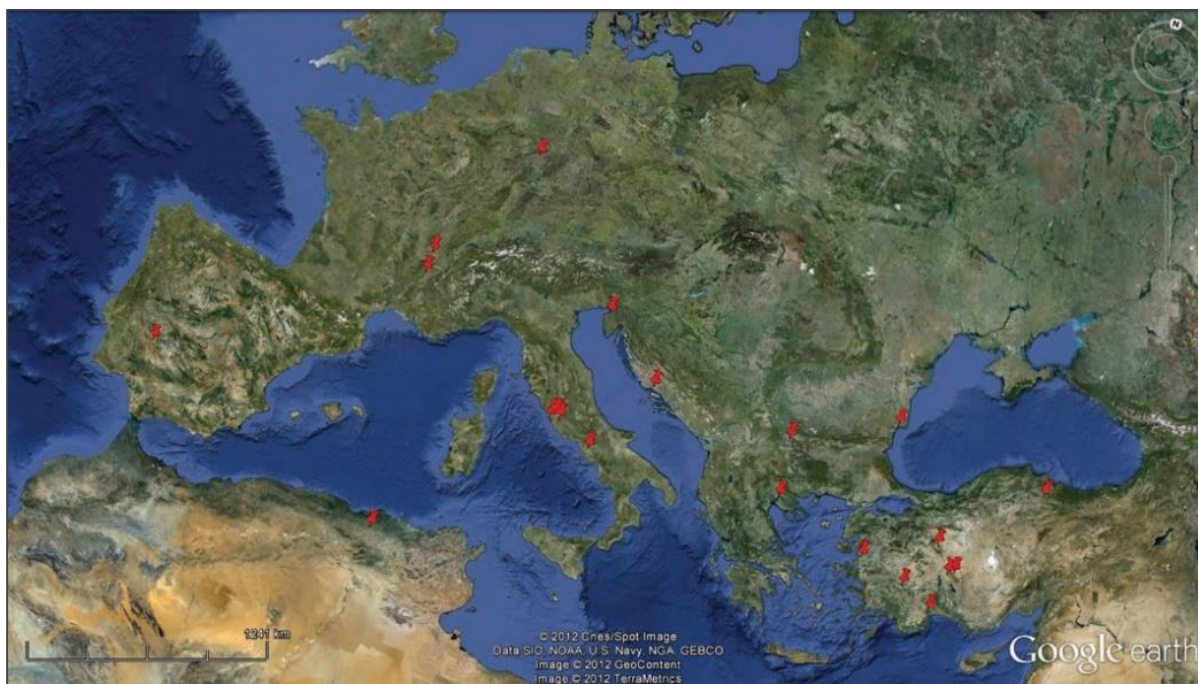 N
1241 km
© 2012 Cnes/Spot Image
Data SIO, NOAA, U.S. Navy, NGA, GEBCO
Image © 2012 GeoContent
Image © 2012 TerraMetrics
Google earth